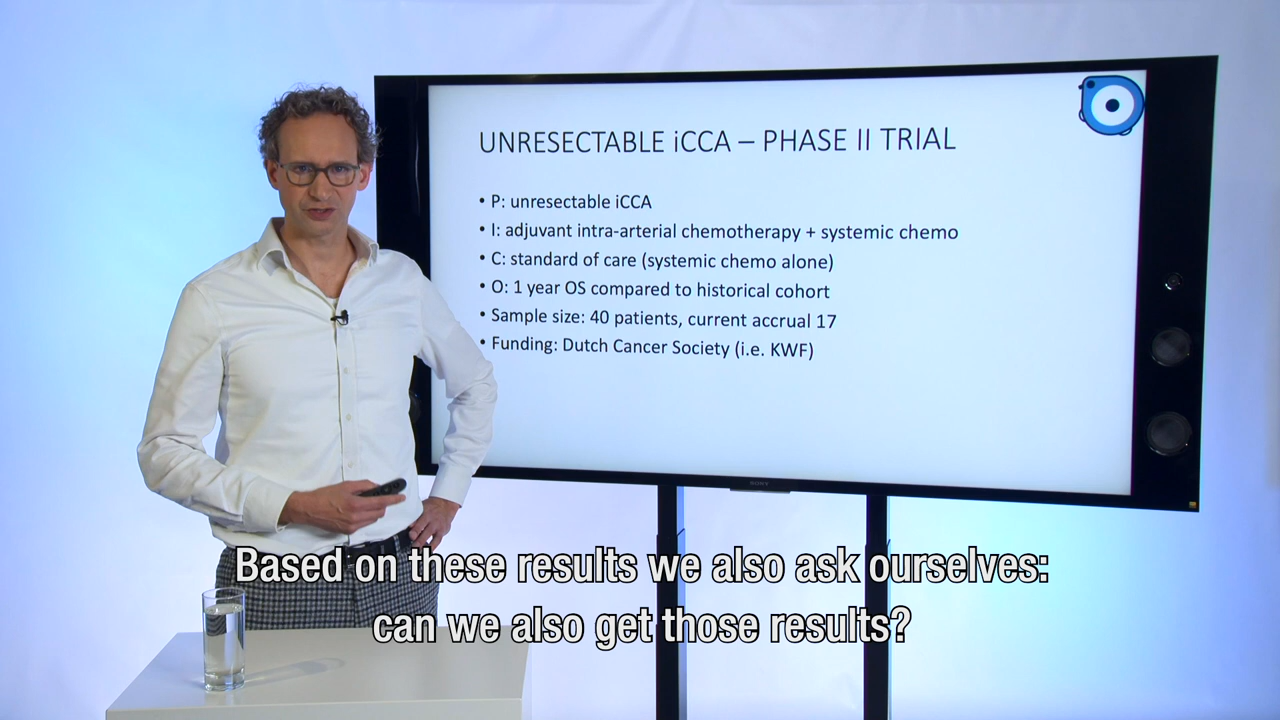 UNRESECTABLE iCCA – PHASE II TRIAL
• P: unresectable iCCA
• I: adjuvant intra-arterial chemotherapy + systemic chemo
• C: standard of care (systemic chemo alone)
• O: 1 year OS compared to historical cohort
• Sample size: 40 patients, current accrual 17
• Funding: Dutch Cancer Society (i.e. KWF)
SONY
Based on these results we also ask ourselves:
can we also get those results?